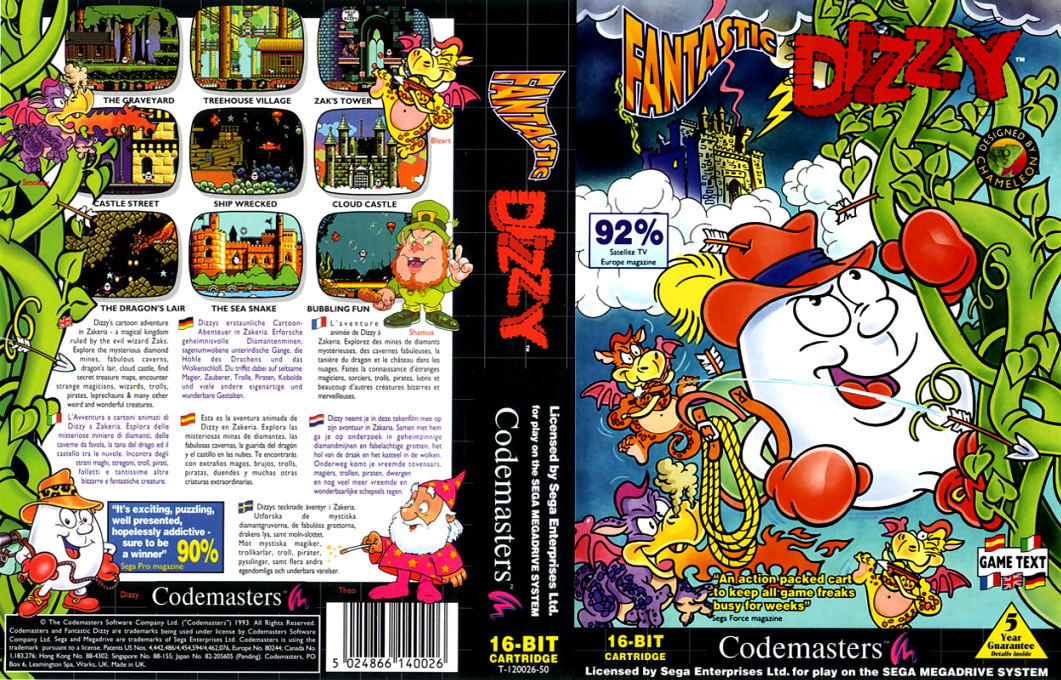 THE GRAVEYARD
TREEHOUSE VILLAGE
ZAK'S TOWER
Bleart
CASTLE STREET
SHIP WRECKED
CLOUD CASTLE
THE DRAGON'S LAIR
THE SEA SNAKE
BUBBLING FUN
Shamus
Dizzy's cartoon adventure
in Zakeria - a magical kingdom
ruled by the evil wizard Zaks.
Explore the mysterious diamond
mines, fabulous caverns,
dragon's lair, cloud castle, find
secret treasure maps, encounter
strange magicians, wizards, trolls,
pirates, leprechauns & many other
weird and wonderful creatures.
Dizzys erstaunliche Cartoon-
Abenteuer in Zakeria. Erforsche
geheimnisvolle Diamantenminen,
sagenumwobene unterirdische Gänge, die
Höhle des Drachens und das
Wolkenschloß. Du triffst dabei auf seltsame
Magier, Zauberer, Trolle, Piraten, Kobolde
und viele andere eigenartige und
wunderbare Gestalten.
L'aventure
animée de Dizzy à
Zakeria. Explorez des mines de diamants
mystérieuses, des cavernes fabuleuses, la
tanière du dragon et le château dans les
nuages. Faites la connaissance d'étranges
magiciens, sorciers, trolls, pirates, lutins et
beaucoup d'autres créatures bizarres et
merveilleuses.
L'Avventura a cartoni animati di
Dizzy a Zakeria. Esplora delle
misteriose miniere di diamanti, delle
caverne da favola, la tana del drago ed il
castello tra le nuvole. Incontra degli
strani maghi, stregoni, troll, pirati,
folletti e tantissime altre
bizzarre e fantastiche creature.
Esta es la aventura animada de
Dizzy en Zakeria. Explora las
misteriosas minas de diamantes, las
fabulosas cavernas, la guarida del dragón
y el castillo en las nubes. Te encontrarás
con extraños magos, brujos, trolls,
piratas, duendes y muchas otras
criaturas extraordinarias.
Dizzy neemt je in deze tekenfilm mee op
zijn avontuur in Zakaria. Samen met hem
ga je op onderzoek in geheimzinnige
diamandmijnen en fabelachtige grotten, het
hol van de draak en het kasteel in de wolken.
Onderweg komt je vreemde tovenaars,
magiërs, trollen, piraten, dwergen
en nog veel meer vreemde en
wonderbaarlijke schepsels tegen.
"It's exciting, puzzling,
well presented,
hopelessly addictive -
sure to be
a winner" 90%
Sega Pro magazine
Dizzys tecknade äventyr i Zakeria.
Utforska de mystiska
diamantgruvorna, de fabulösa grottorna,
drakens lya, samt moln-slottet.
Möt mystiska magiker,
trollkarlar, troll, pirater,
pysslingar, samt flera andra
egendomliga och underbara varelser.
Dizzy
Codemasters™
Theo
© The Codemasters Software Company Ltd. ("Codemasters") 1993. All Rights Reserved.
Codemasters and Fantastic Dizzy are trademarks being used under license by Codemasters Software
Company Ltd. Sega and Megadrive are trademarks of Sega Enterprises Ltd. Codemasters is using the
trademark pursuant to a license. Patents US Nos. 4,442,486/4,454,594/4,462,076, Europe No. 80244; Canada No.
1,183,276; Hong Kong No. 88-4302; Singapore No. 88-155; Japan No. 82-205605 (Pending). Codemasters, PO
Box 6, Leamington Spa, Warks, UK. Made in UK.
5 024866 140026
FANTASTIC
DIZZY™
Codemasters™
Licensed by Sega Enterprises Ltd.
for play on the SEGA MEGADRIVE SYSTEM
16-BIT
CARTRIDGE
T-120026-50
FANTASTIC
DIZZY™
DESIGNED BY
CHAMELEON
92%
Satellite TV
Europe magazine
GAME TEXT
"An action packed cart
to keep all game freaks
busy for weeks"
Sega Force magazine
5
Year
Guarantee
Details inside
16-BIT
CARTRIDGE
Codemasters™
Licensed by Sega Enterprises Ltd. for play on the SEGA MEGADRIVE SYSTEM